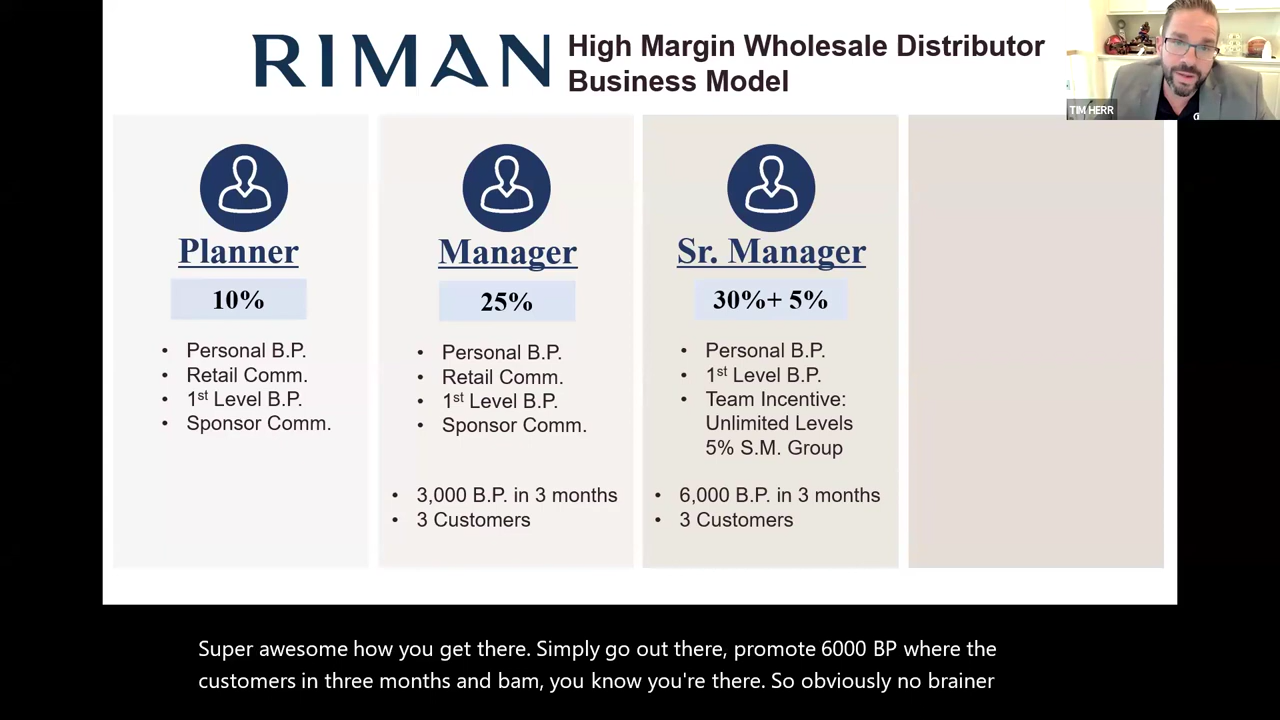 RIMAN
High Margin Wholesale Distributor
Business Model
TIM HERR
Planner
10%
• Personal B.P.
• Retail Comm.
• 1st Level B.P.
• Sponsor Comm.
Manager
25%
• Personal B.P.
• Retail Comm.
• 1st Level B.P.
• Sponsor Comm.
• 3,000 B.P. in 3 months
• 3 Customers
Sr. Manager
30%+ 5%
• Personal B.P.
• 1st Level B.P.
• Team Incentive:
Unlimited Levels
5% S.M. Group
• 6,000 B.P. in 3 months
• 3 Customers
Super awesome how you get there. Simply go out there, promote 6000 BP where the
customers in three months and bam, you know you're there. So obviously no brainer